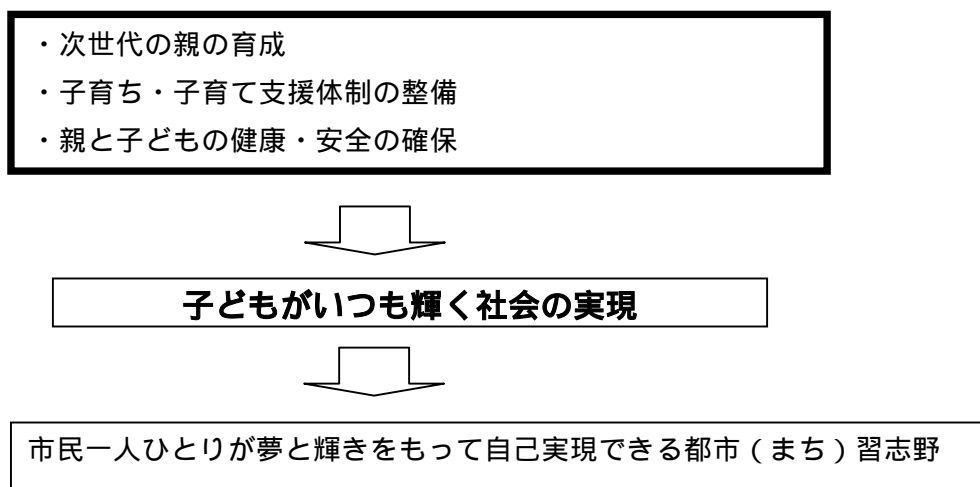 ・次世代の親の育成
・子育ち・子育て支援体制の整備
・親と子どもの健康・安全の確保
子どもがいつも輝く社会の実現
市民一人ひとりが夢と輝きをもって自己実現できる都市（まち）習志野